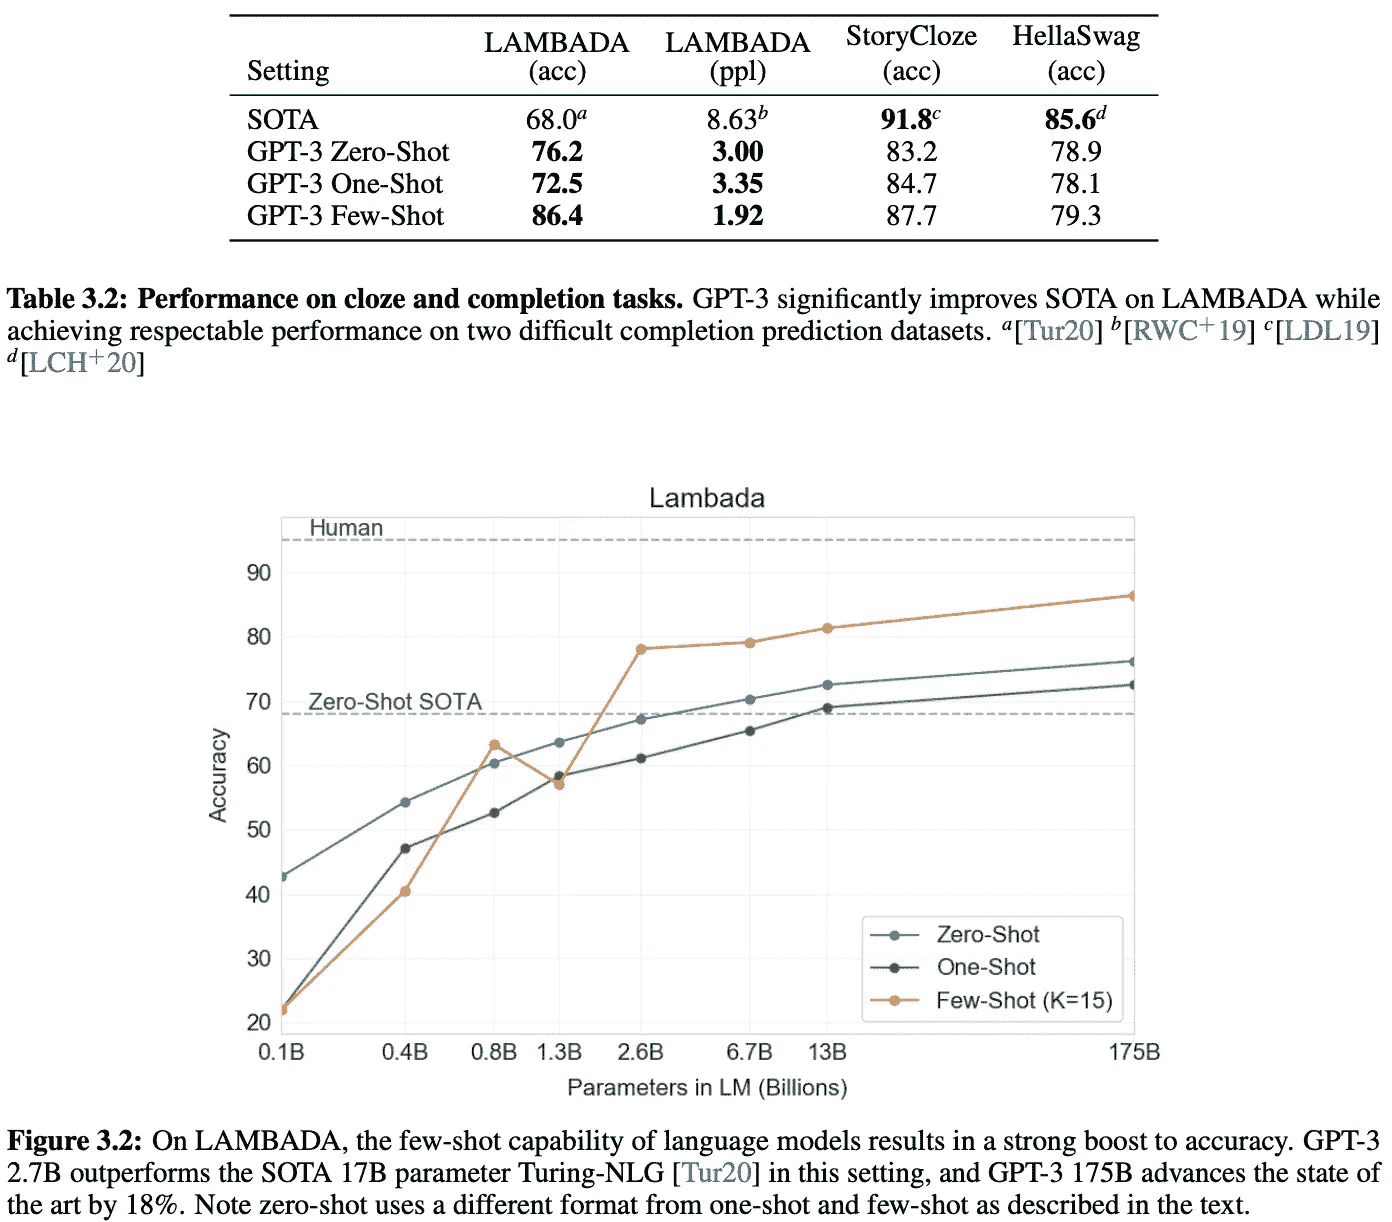 Setting LAMBADA (acc) LAMBADA (ppl) StoryCloze (acc) HellaSwag (acc)
SOTA 68.0a 8.63b 91.8c 85.6d
GPT-3 Zero-Shot 76.2 3.00 83.2 78.9
GPT-3 One-Shot 72.5 3.35 84.7 78.1
GPT-3 Few-Shot 86.4 1.92 87.7 79.3
Table 3.2: Performance on cloze and completion tasks. GPT-3 significantly improves SOTA on LAMBADA while
achieving respectable performance on two difficult completion prediction datasets. a[Tur20] b[RWC+19] c[LDL19]
d[LCH+20]
Lambada
Human
90
80
70
Zero-Shot SOTA
60
50
40
30
20
Accuracy
Zero-Shot
One-Shot
Few-Shot (K=15)
0.1B 0.4B 0.8B 1.3B 2.6B 6.7B 13B 175B
Parameters in LM (Billions)
Figure 3.2: On LAMBADA, the few-shot capability of language models results in a strong boost to accuracy. GPT-3
2.7B outperforms the SOTA 17B parameter Turing-NLG [Tur20] in this setting, and GPT-3 175B advances the state of
the art by 18%. Note zero-shot uses a different format from one-shot and few-shot as described in the text.